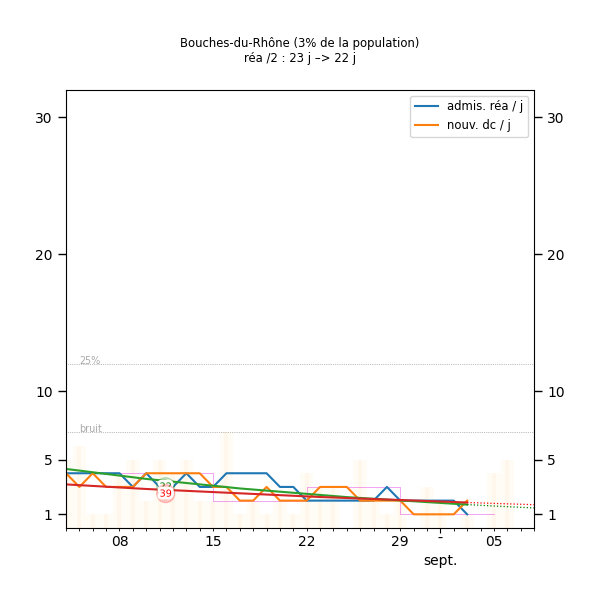 Bouches-du-Rhône (3% de la population)
réa /2 : 23 j –> 22 j
admis. réa / j
nouv. dc / j
30 30
20 20
25%
10 10
bruit
5 5
39
1 1
08 15 22 29 - 05
sept.